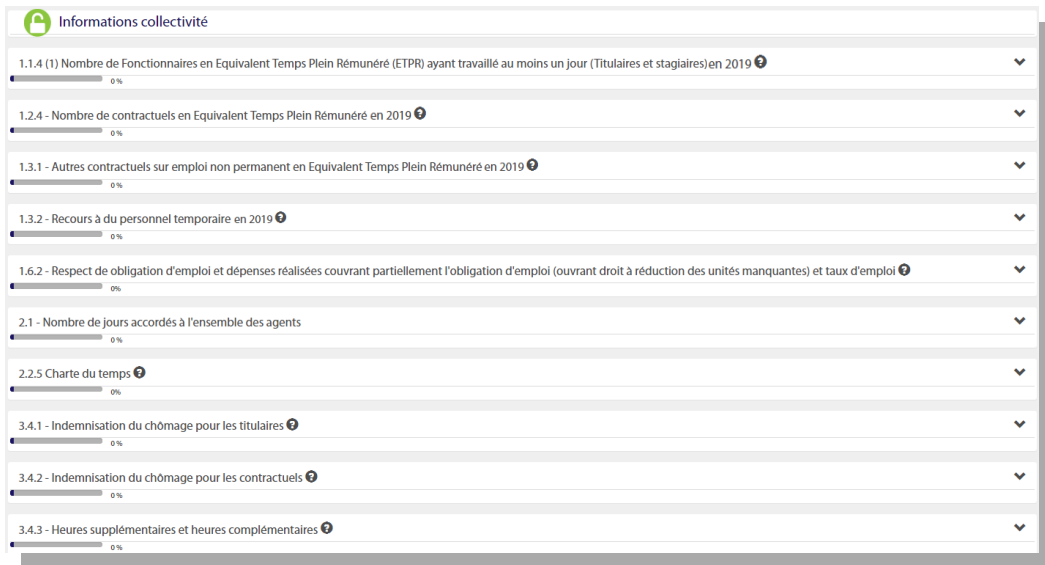 Informations collectivité
1.1.4 (1) Nombre de Fonctionnaires en Equivalent Temps Plein Rémunéré (ETPR) ayant travaillé au moins un jour (Titulaires et stagiaires) en 2019 ?
0 %
1.2.4 - Nombre de contractuels en Equivalent Temps Plein Rémunéré en 2019 ?
0 %
1.3.1 - Autres contractuels sur emploi non permanent en Equivalent Temps Plein Rémunéré en 2019 ?
0 %
1.3.2 - Recours à du personnel temporaire en 2019 ?
0 %
1.6.2 - Respect de obligation d'emploi et dépenses réalisées couvrant partiellement l'obligation d'emploi (ouvrant droit à réduction des unités manquantes) et taux d'emploi ?
0%
2.1 - Nombre de jours accordés à l'ensemble des agents
0 %
2.2.5 Charte du temps ?
0%
3.4.1 - Indemnisation du chômage pour les titulaires ?
0 %
3.4.2 - Indemnisation du chômage pour les contractuels ?
0 %
3.4.3 - Heures supplémentaires et heures complémentaires ?
0 %